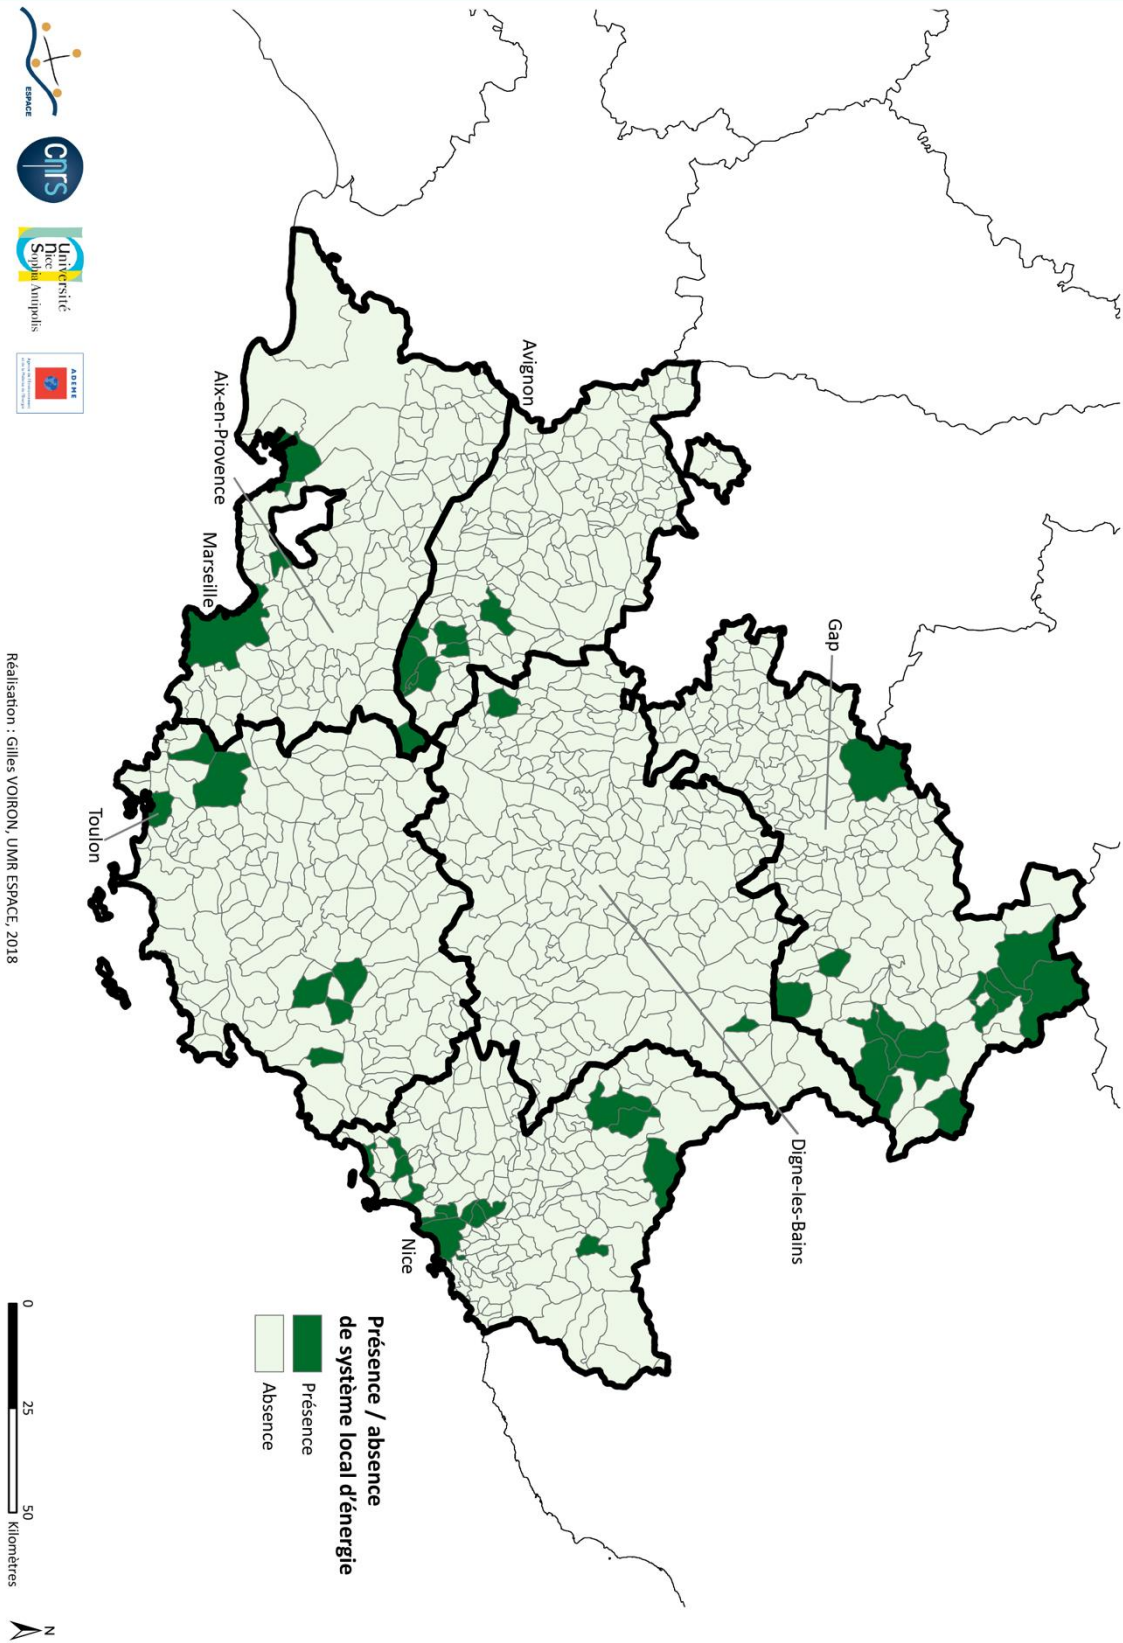 Gap
Digne-les-Bains
Avignon
Nice
Aix-en-Provence
Marseille
Toulon
Présence / absence
de système local d'énergie
Présence
Absence
0 25 50 Kilomètres
N
ESPACE
cnrs
Université
nice
Sophia Antipolis
ADEME
Réalisation : Gilles VOIRON, UMR ESPACE, 2018